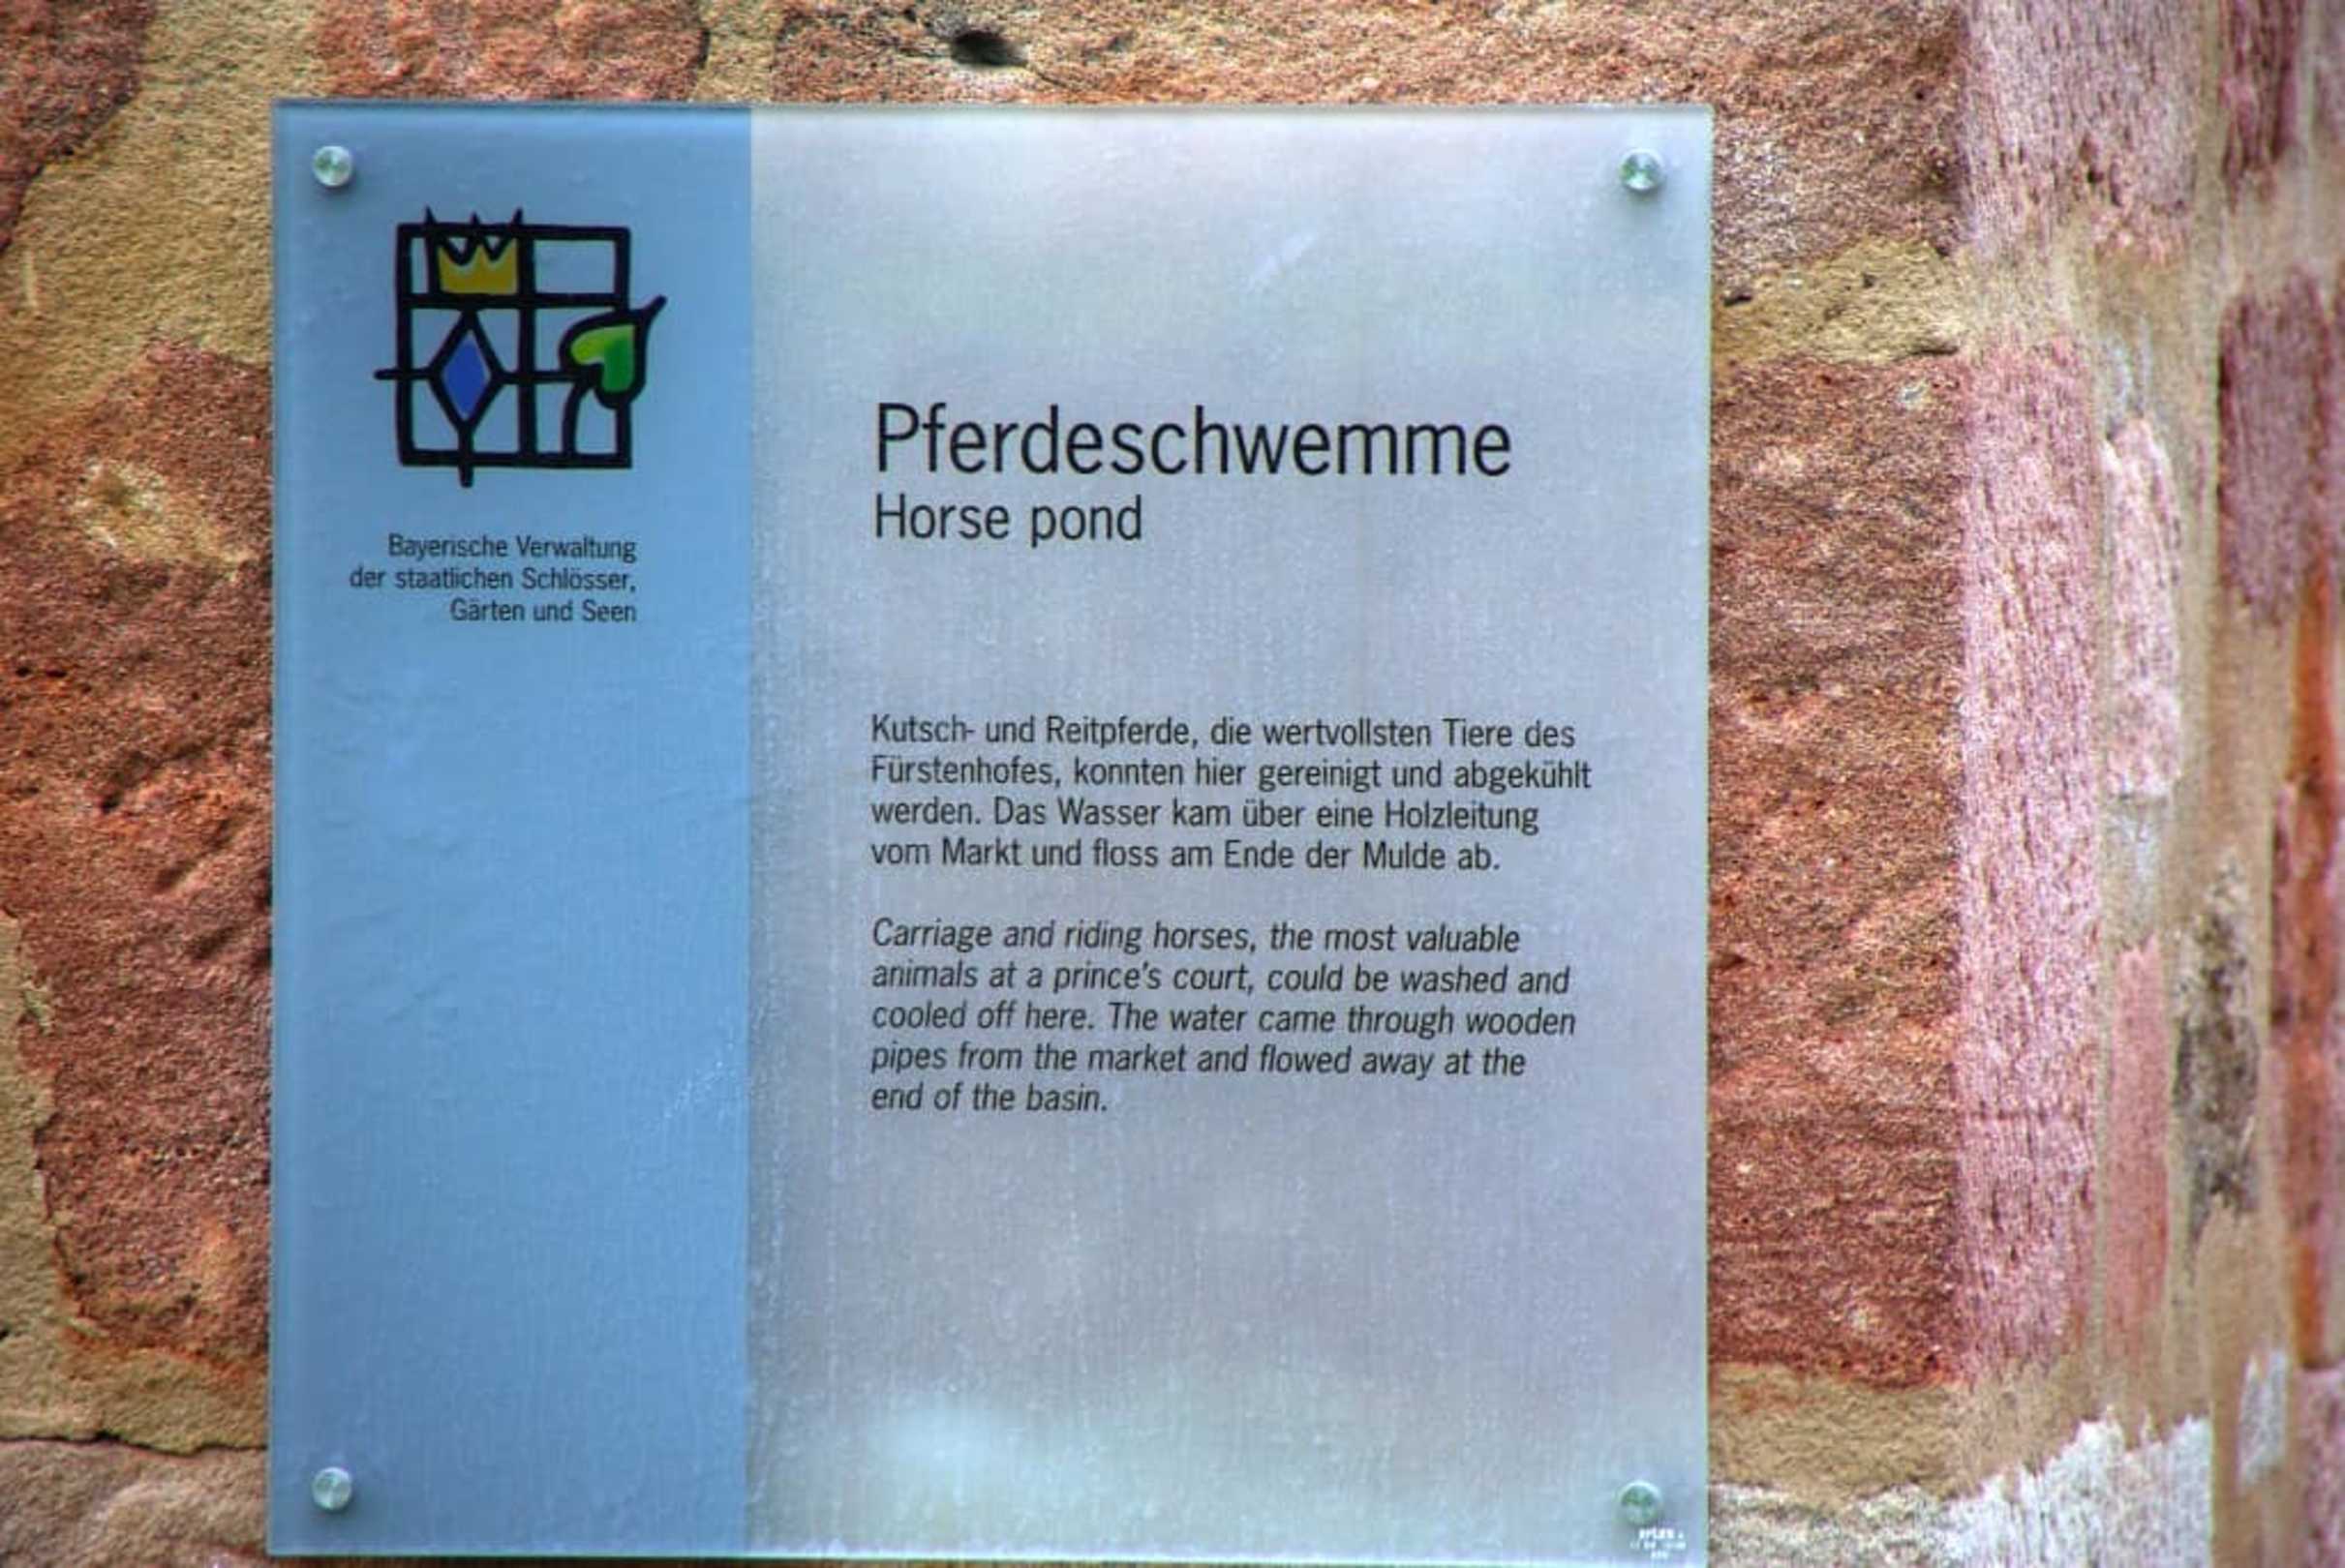 Bayerische Verwaltung
der staatlichen Schlösser,
Gärten und Seen
Pferdeschwemme
Horse pond
Kutsch- und Reitpferde, die wertvollsten Tiere des
Fürstenhofes, konnten hier gereinigt und abgekühlt
werden. Das Wasser kam über eine Holzleitung
vom Markt und floss am Ende der Mulde ab.
Carriage and riding horses, the most valuable
animals at a prince's court, could be washed and
cooled off here. The water came through wooden
pipes from the market and flowed away at the
end of the basin.